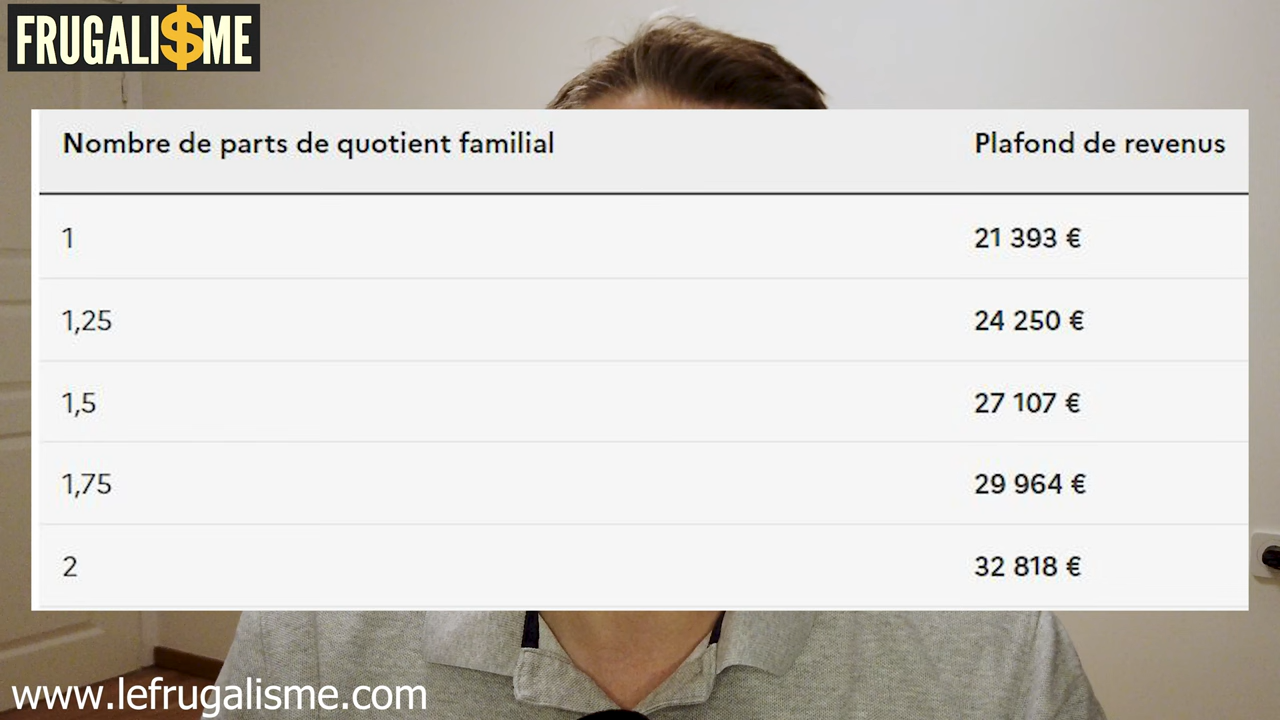 FRUGALI$ME
Nombre de parts de quotient familial Plafond de revenus
1 21 393 €
1,25 24 250 €
1,5 27 107 €
1,75 29 964 €
2 32 818 €
www.lefrugalisme.com